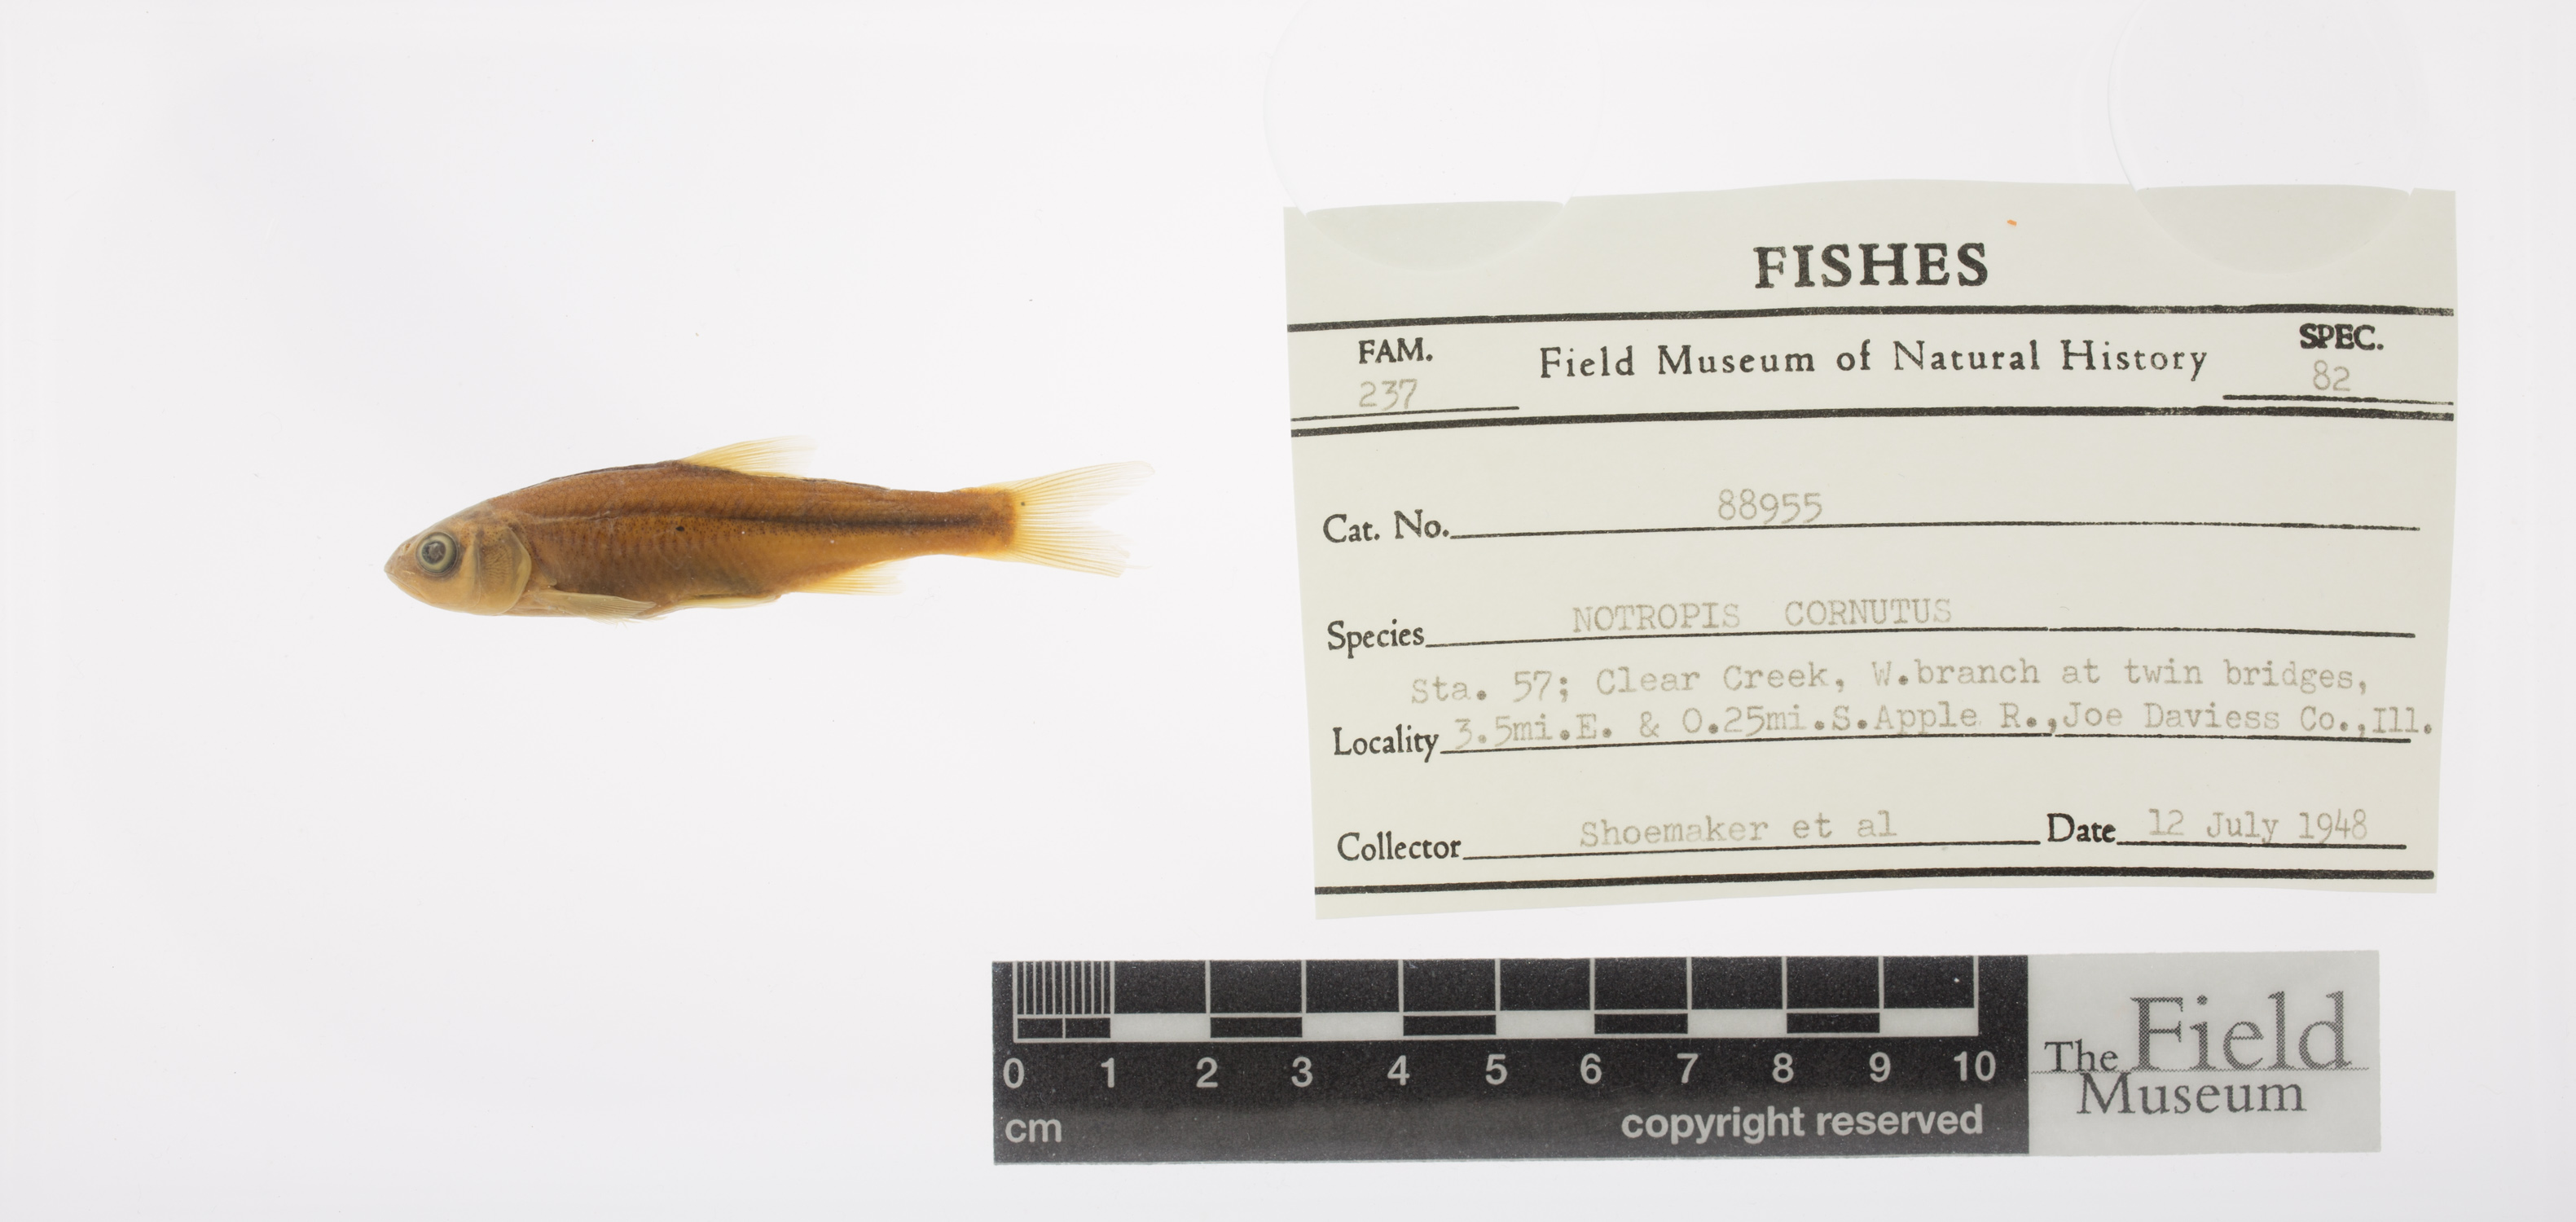 FISHES
FAM. Field Museum of Natural History SPEC.
237 82
Cat. No. 88955
Species NOTROPIS CORNUTUS
Sta. 57; Clear Creek, W.branch at twin bridges,
Locality 3.5mi.E. & 0.25mi.S.Apple R.,Joe Daviess Co.,Ill.
Collector Shoemaker et al Date 12 July 1948
0 1 2 3 4 5 6 7 8 9 10
cm copyright reserved
The Field
Museum